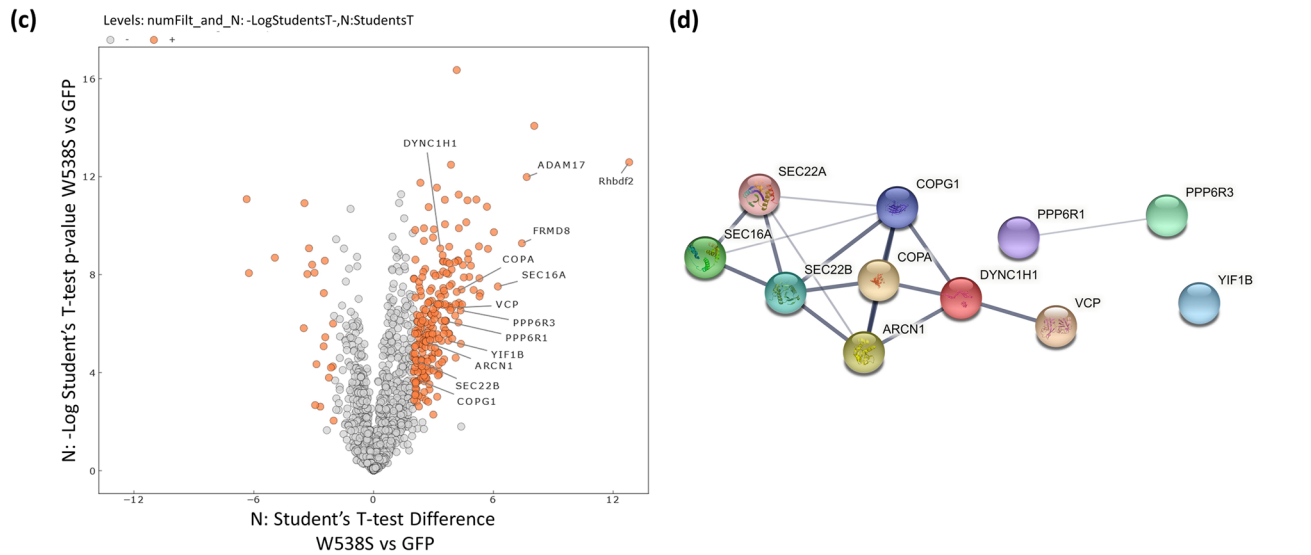 (c)
Levels: numFilt_and_N: -LogStudentsT-,N:StudentsT
- +
N: -Log Student's T-test p-value W538S vs GFP
16
12
8
4
0
DYNC1H1
ADAM17
Rhbdf2
FRMD8
COPA
SEC16A
VCP
PPP6R3
PPP6R1
YIF1B
ARCN1
SEC22B
COPG1
−12 −6 0 6 12
N: Student's T-test Difference
W538S vs GFP
(d)
SEC22A
COPG1
PPP6R3
PPP6R1
SEC16A
COPA
SEC22B
DYNC1H1
YIF1B
VCP
ARCN1